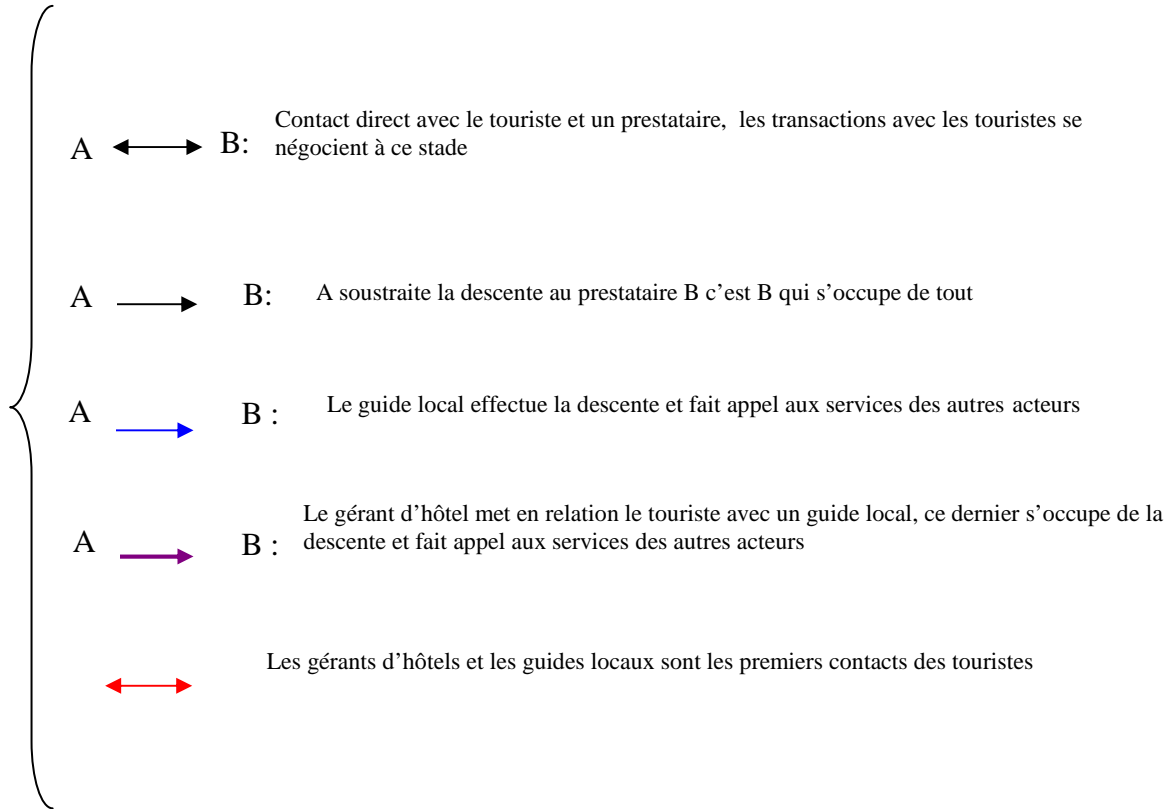 Contact direct avec le touriste et un prestataire, les transactions avec les touristes se
A B: négocient à ce stade
A B: A soustraite la descente au prestataire B c’est B qui s’occupe de tout
A B : Le guide local effectue la descente et fait appel aux services des autres acteurs
Le gérant d’hôtel met en relation le touriste avec un guide local, ce dernier s’occupe de la
A B : descente et fait appel aux services des autres acteurs
Les gérants d’hôtels et les guides locaux sont les premiers contacts des touristes